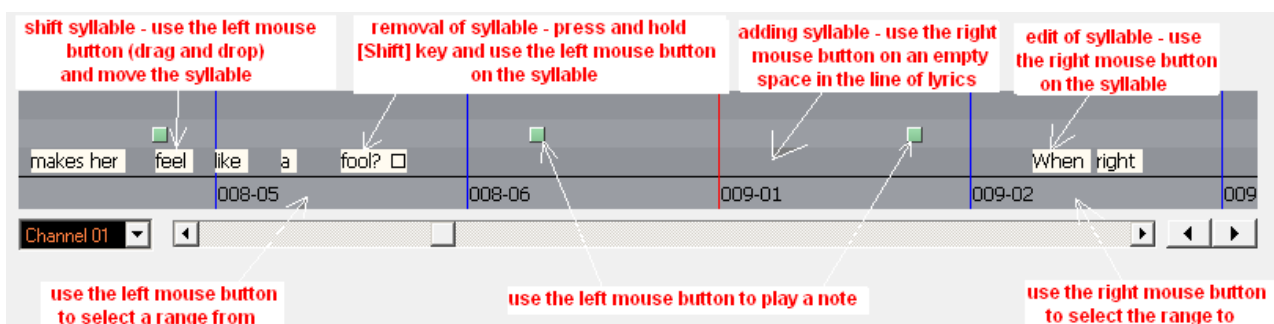 shift syllable - use the left mouse
button (drag and drop)
and move the syllable
removal of syllable - press and hold
[Shift] key and use the left mouse button
on the syllable
adding syllable - use the right
mouse button on an empty
space in the line of lyrics
edit of syllable - use
the right mouse button
on the syllable
makes her feel like a fool? □ When right
008-05 008-06 009-01 009-02 009
Channel 01
use the left mouse button
to select a range from
use the left mouse button to play a note
use the right mouse button
to select the range to